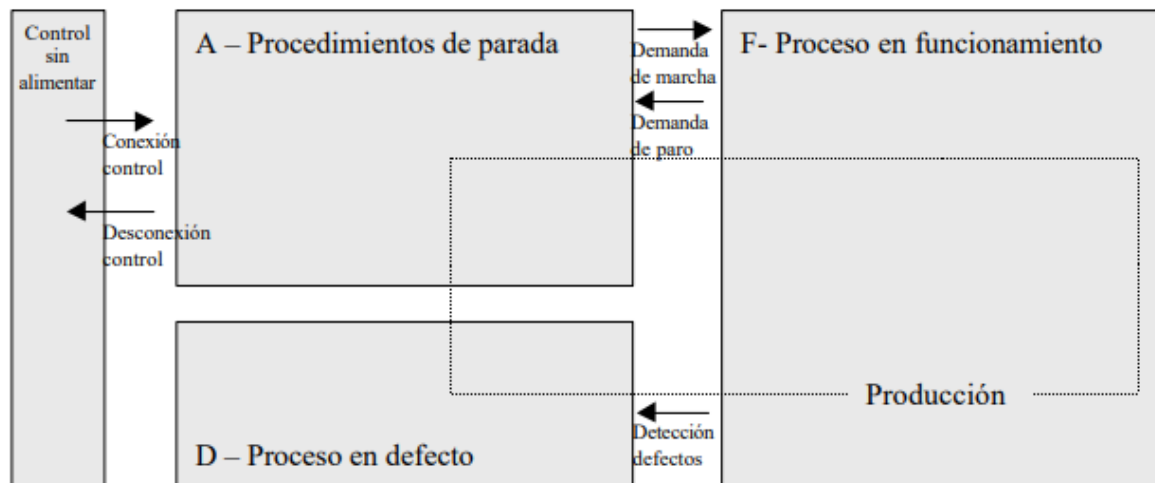 Control
sin
alimentar
A – Procedimientos de parada
F- Proceso en funcionamiento
Demanda
de marcha
Demanda
de paro
Conexión
control
Desconexión
control
Producción
Detección
defectos
D – Proceso en defecto